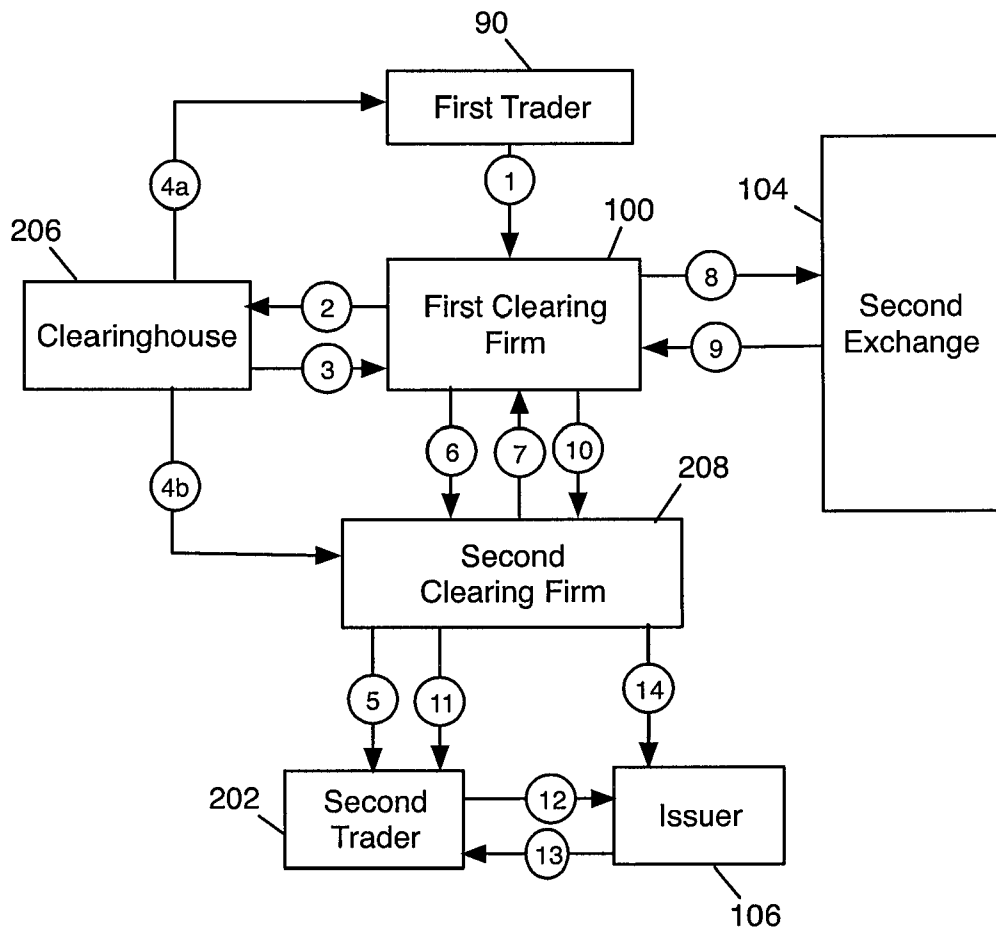 90
First Trader
4a
1
104
206
100
8
Clearinghouse
2
First Clearing
Firm
Second
Exchange
3
9
6
7
10
4b
208
Second
Clearing Firm
5
11
14
202
Second
Trader
12
Issuer
13
106